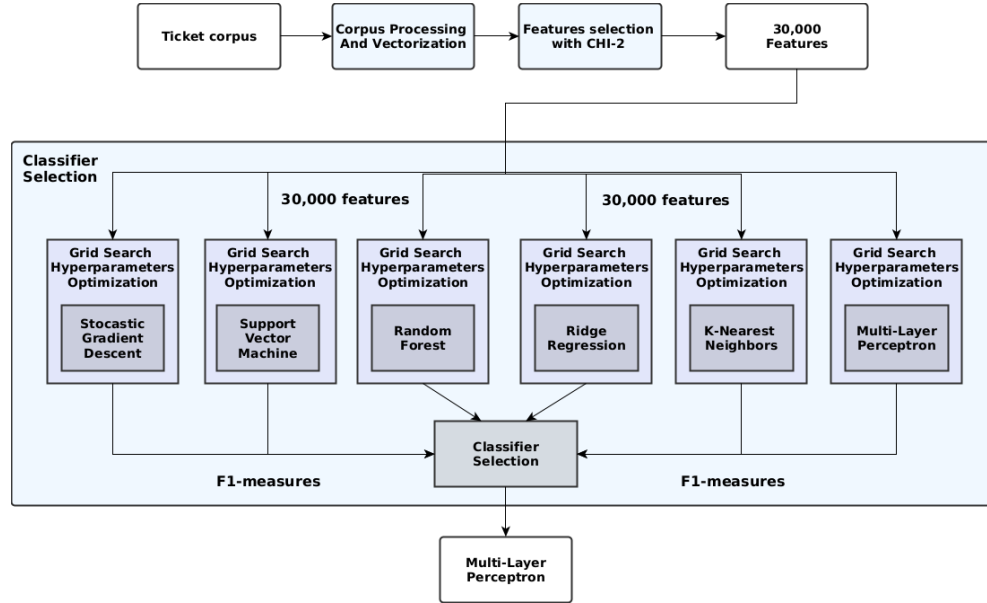 Ticket corpus
Corpus Processing
And Vectorization
Features selection
with CHI-2
30,000
Features
Classifier
Selection
30,000 features
30,000 features
Grid Search
Hyperparameters
Optimization
Stocastic
Gradient
Descent
Grid Search
Hyperparameters
Optimization
Support
Vector
Machine
Grid Search
Hyperparameters
Optimization
Random
Forest
Grid Search
Hyperparameters
Optimization
Ridge
Regression
Grid Search
Hyperparameters
Optimization
K-Nearest
Neighbors
Grid Search
Hyperparameters
Optimization
Multi-Layer
Perceptron
Classifier
Selection
F1-measures
F1-measures
Multi-Layer
Perceptron